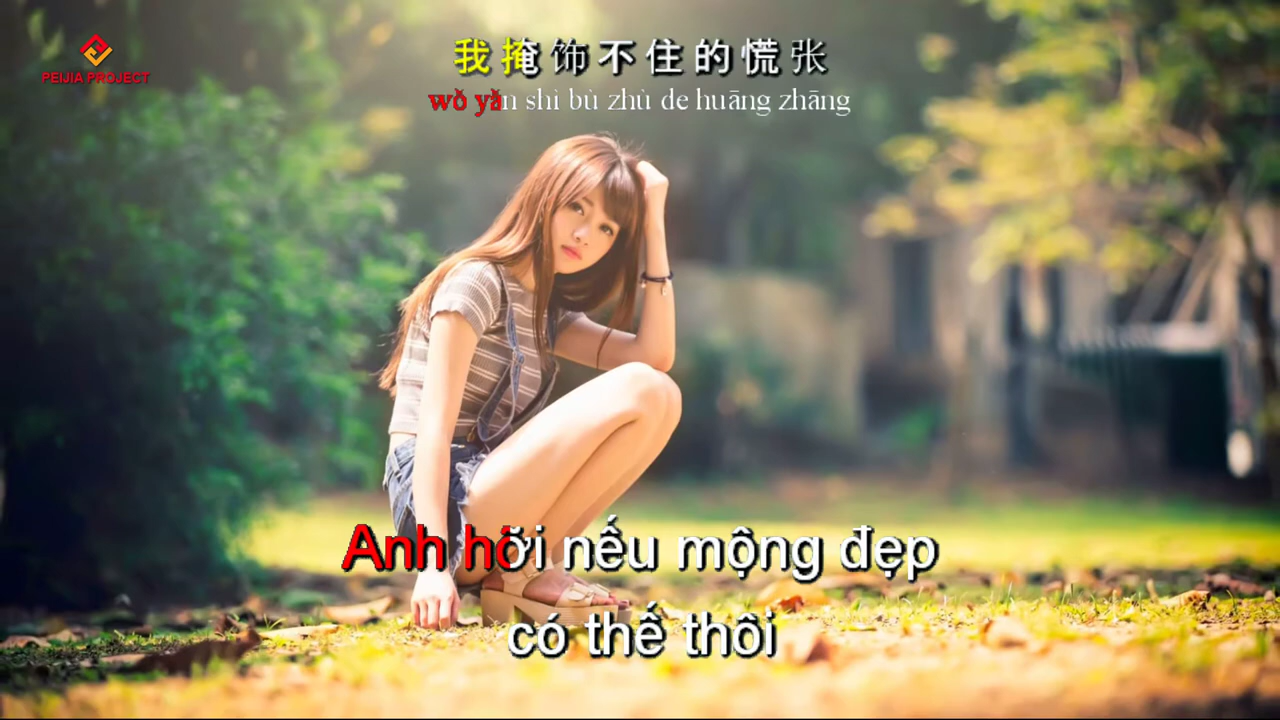 PEIJIA PROJECT
我掩饰不住的慌张
wǒ yǎn shì bù zhù de huāng zhāng
Anh hỡi nếu mộng đẹp
có thế thôi